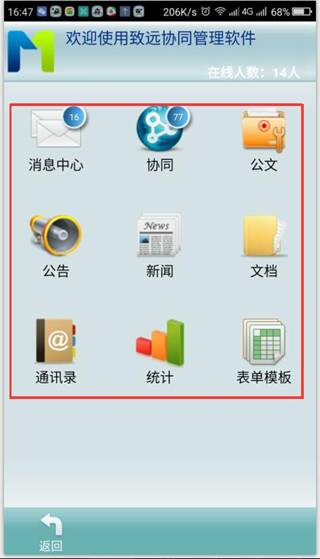 16:47 206K/s 4G 68%
欢迎使用致远协同管理软件
在线人数：14人
16 77
消息中心 协同 公文
News
公告 新闻 文档
@
通讯录 统计 表单模板
返回